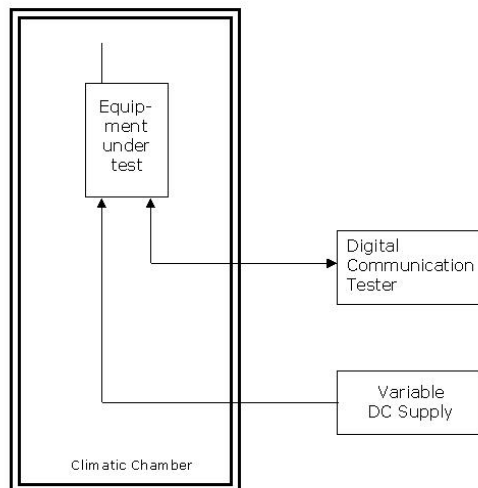 Equip-
ment
under
test
Digital
Communication
Tester
Variable
DC Supply
Climatic Chamber